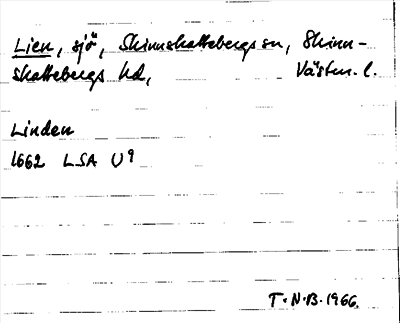 Lien, sjö, Skinnskattebergs sn, Skinn-
skattebergs hd, Västm. l.
Linden
1662 LSA U9
T.N.B. 1966.